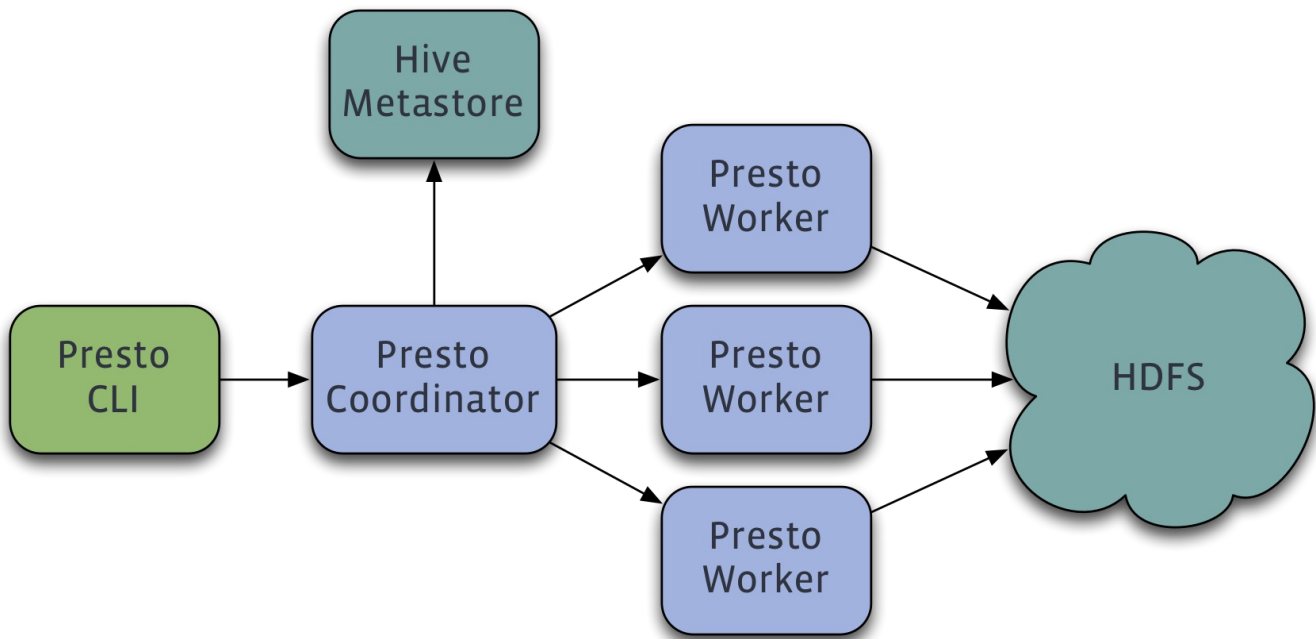 Hive
Metastore
Presto
Worker
Presto
CLI
Presto
Coordinator
Presto
Worker
HDFS
Presto
Worker